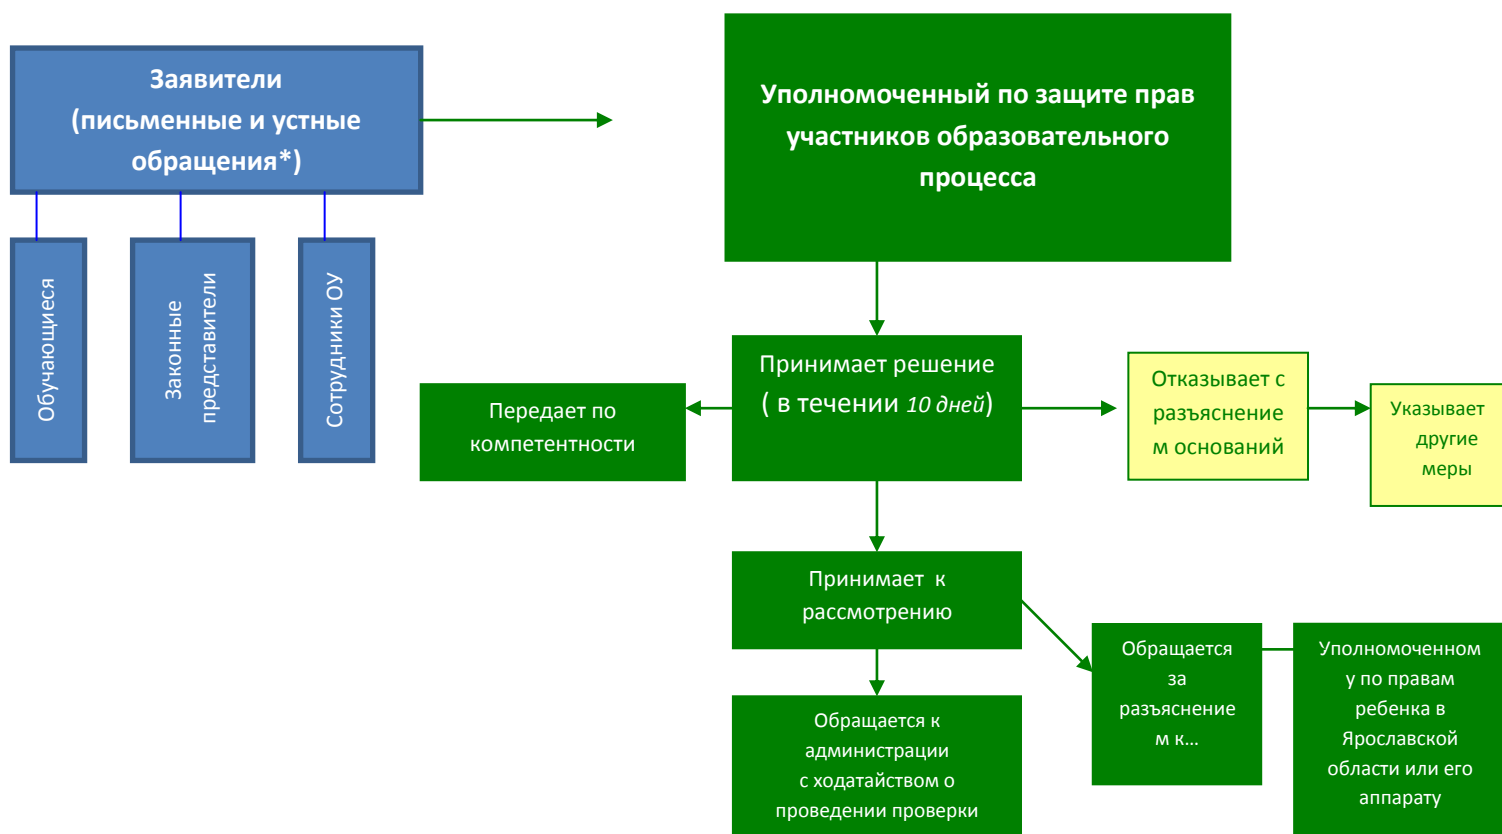 Заявители
(письменные и устные
обращения*)
Обучающиеся
Законные
представители
Сотрудники ОУ
Уполномоченный по защите прав
участников образовательного
процесса
Принимает решение
( в течении 10 дней)
Передает по
компетентности
Отказывает с
разъяснение
м оснований
Указывает
другие
меры
Принимает к
рассмотрению
Обращается к
администрации
с ходатайством о
проведении проверки
Обращается
за
разъяснение
м к…
Уполномоченном
у по правам
ребенка в
Ярославской
области или его
аппарату